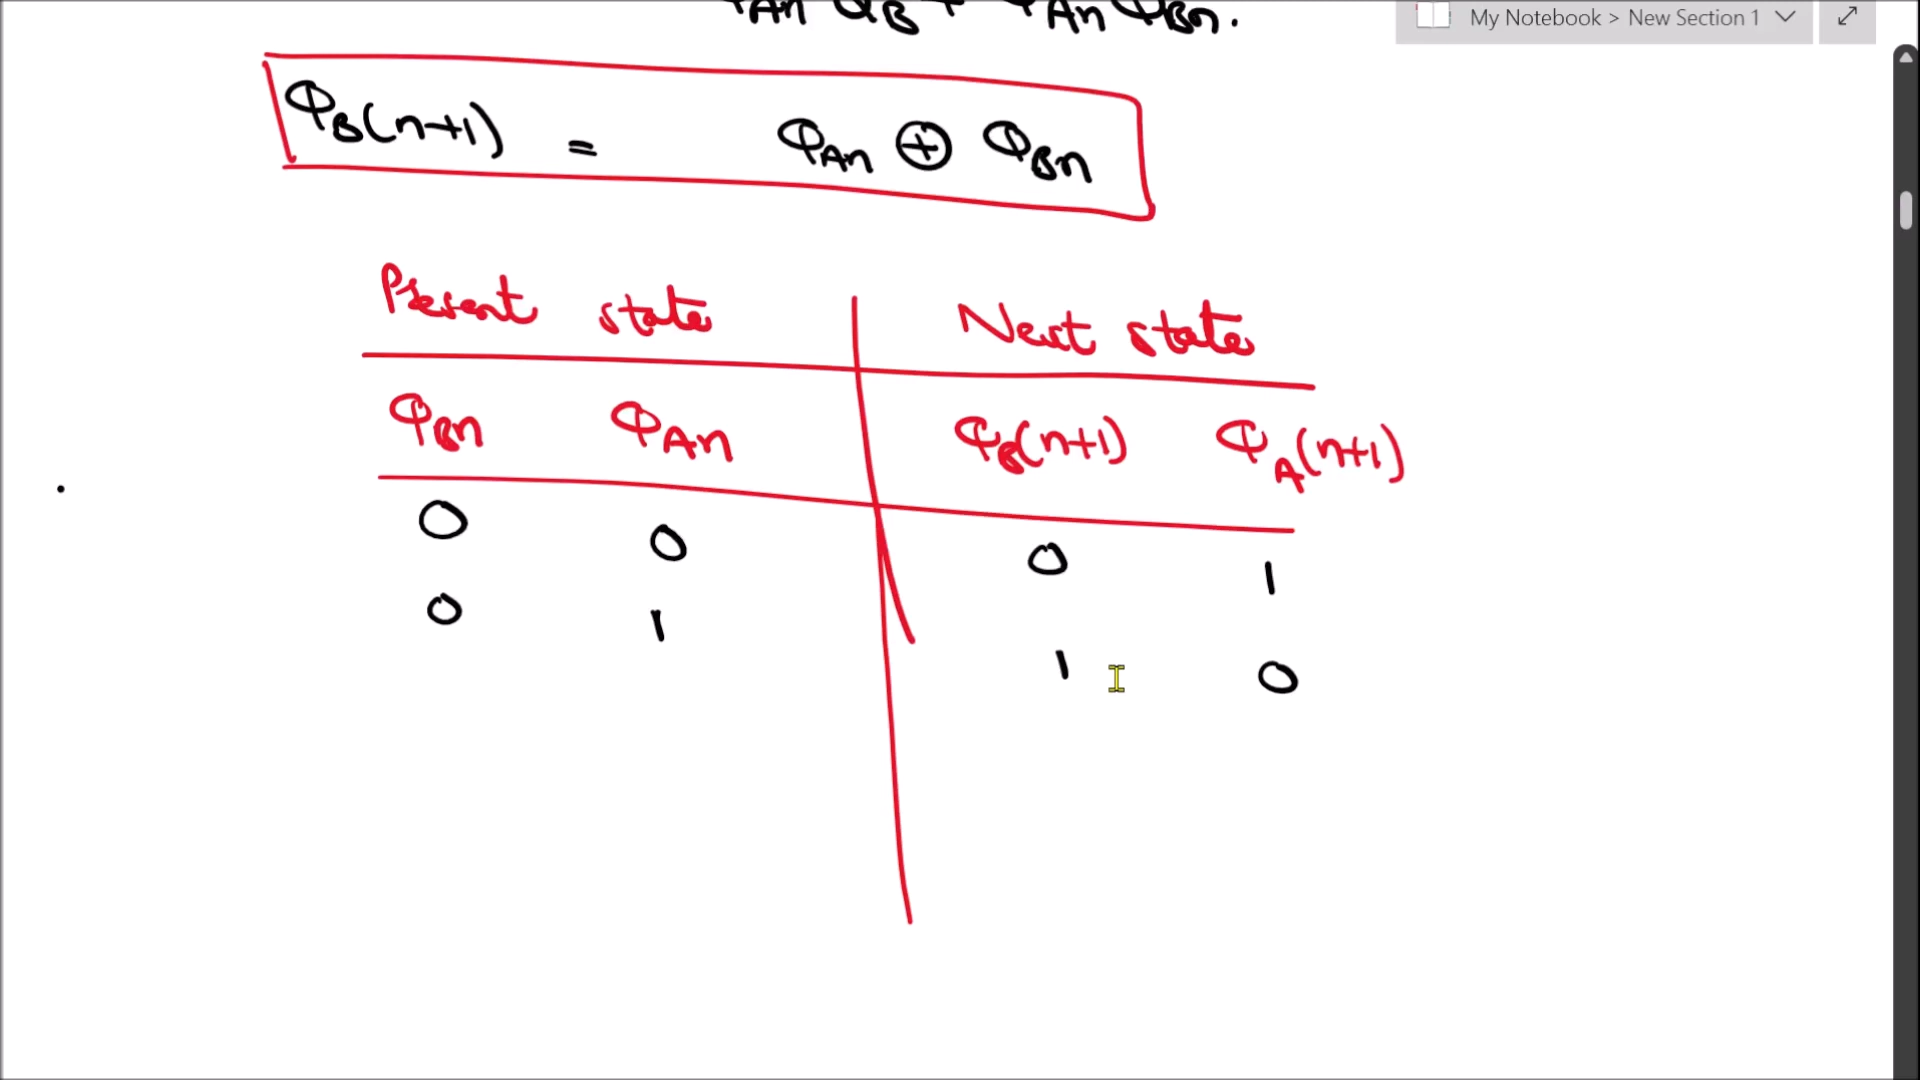 My Notebook > New Section 1
QB(n+1) = QAn ⊕ QBn
Present state Next state
QBn QAn QB(n+1) QA(n+1)
0 0 0 1
0 1 1 0